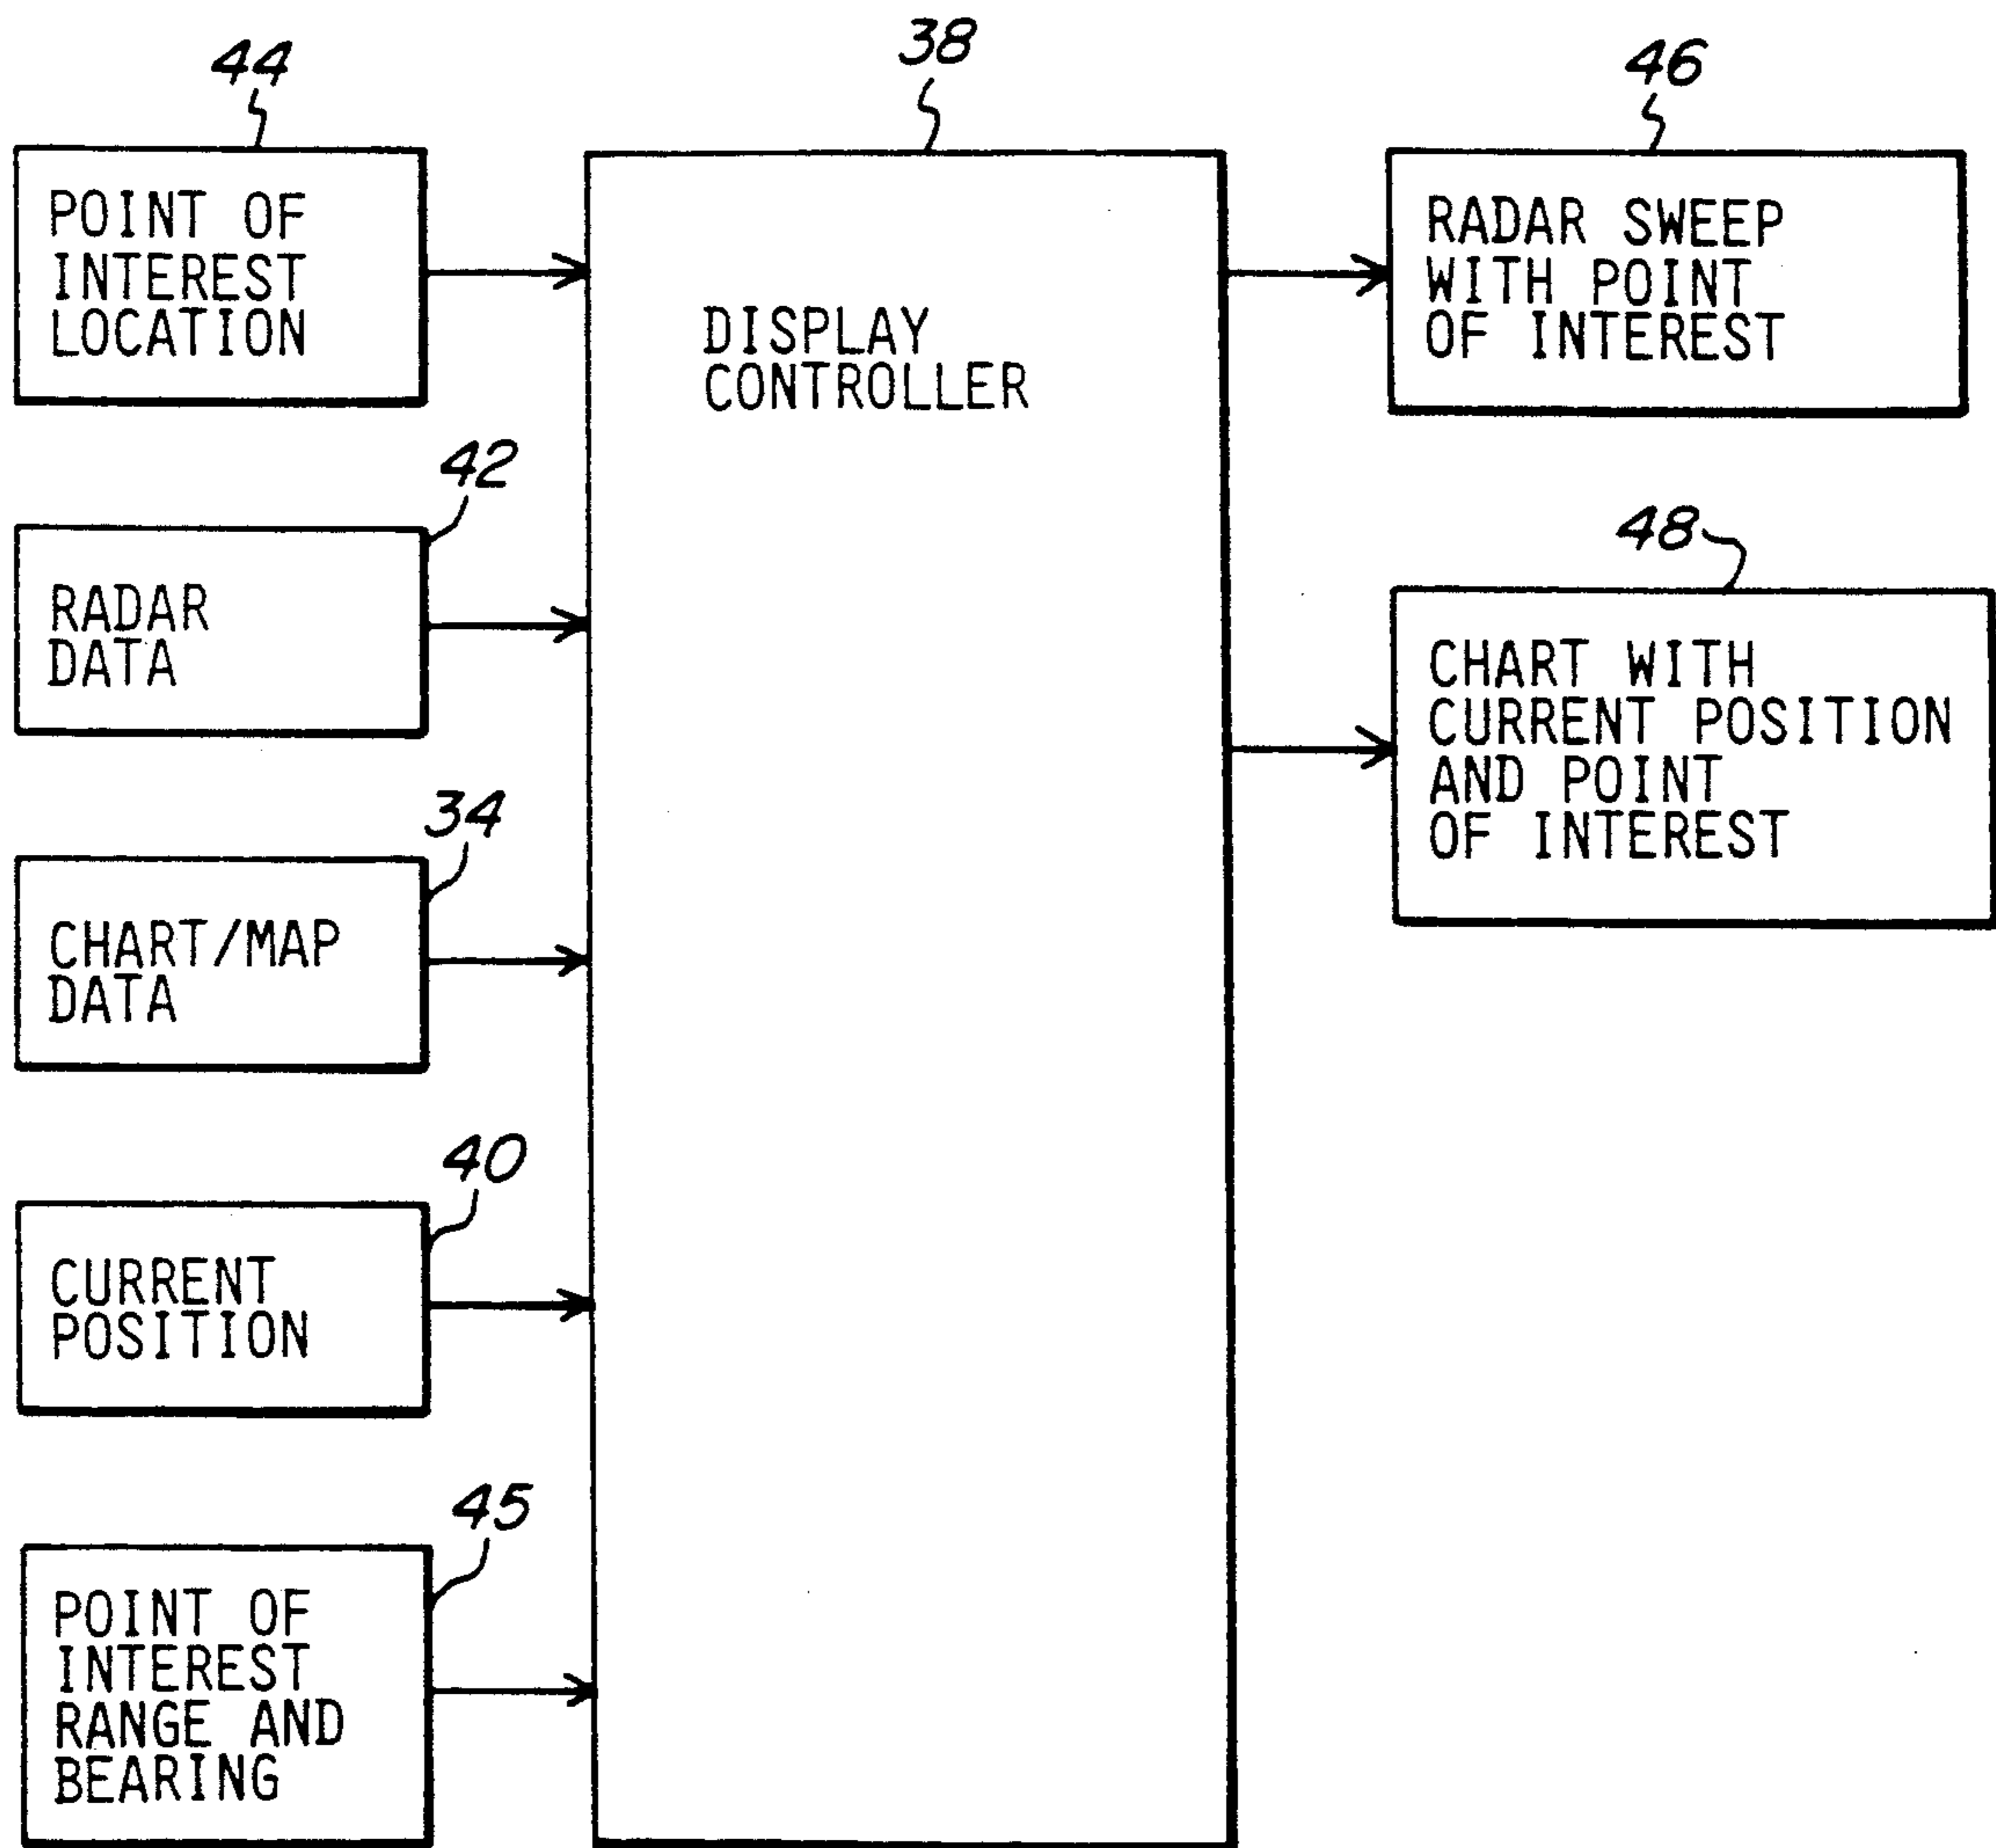 44
POINT OF
INTEREST
LOCATION
42
RADAR
DATA
34
CHART/MAP
DATA
40
CURRENT
POSITION
45
POINT OF
INTEREST
RANGE AND
BEARING
38
DISPLAY
CONTROLLER
46
RADAR SWEEP
WITH POINT
OF INTEREST
48
CHART WITH
CURRENT POSITION
AND POINT
OF INTEREST